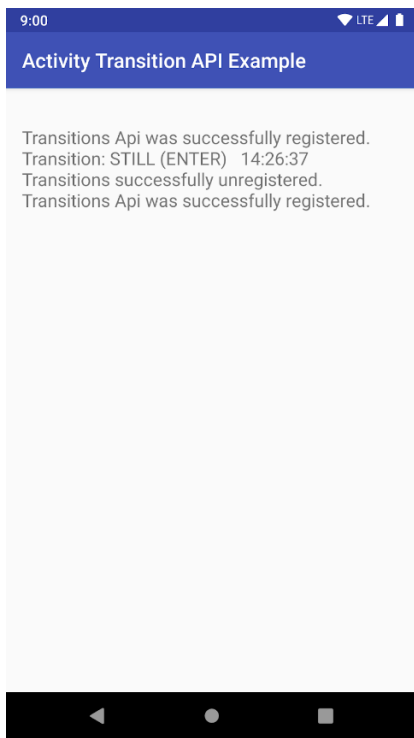 9:00 LTE
Activity Transition API Example
Transitions Api was successfully registered.
Transition: STILL (ENTER) 14:26:37
Transitions successfully unregistered.
Transitions Api was successfully registered.